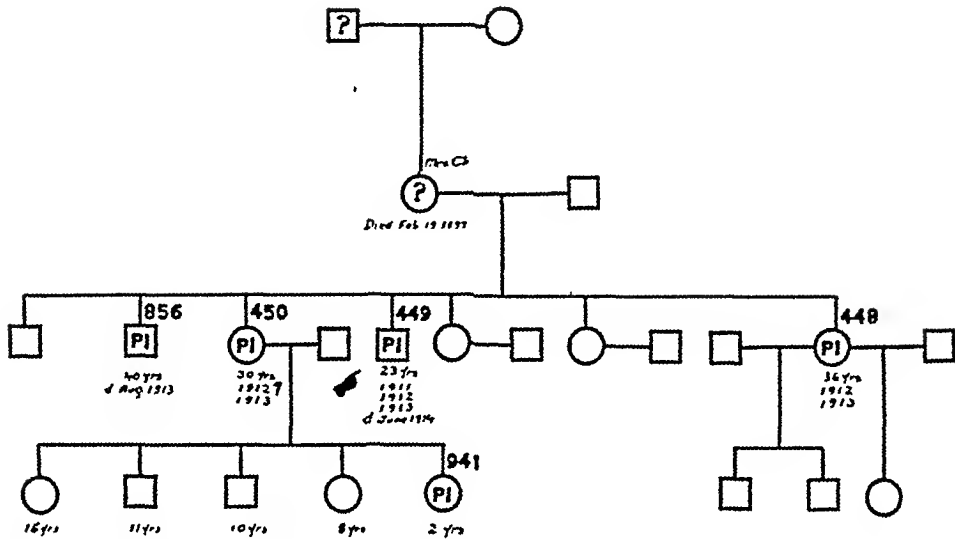 ?
?
Died Feb 19 1897
856
450
449
448
PI
PI
PI
PI
40 yrs
d Aug 1913
30 yrs
1912?
1913
23 yrs
1911
1912
1913
d June 1914
36 yrs
1912
1913
941
PI
16 yrs
11 yrs
10 yrs
8 yrs
2 yrs